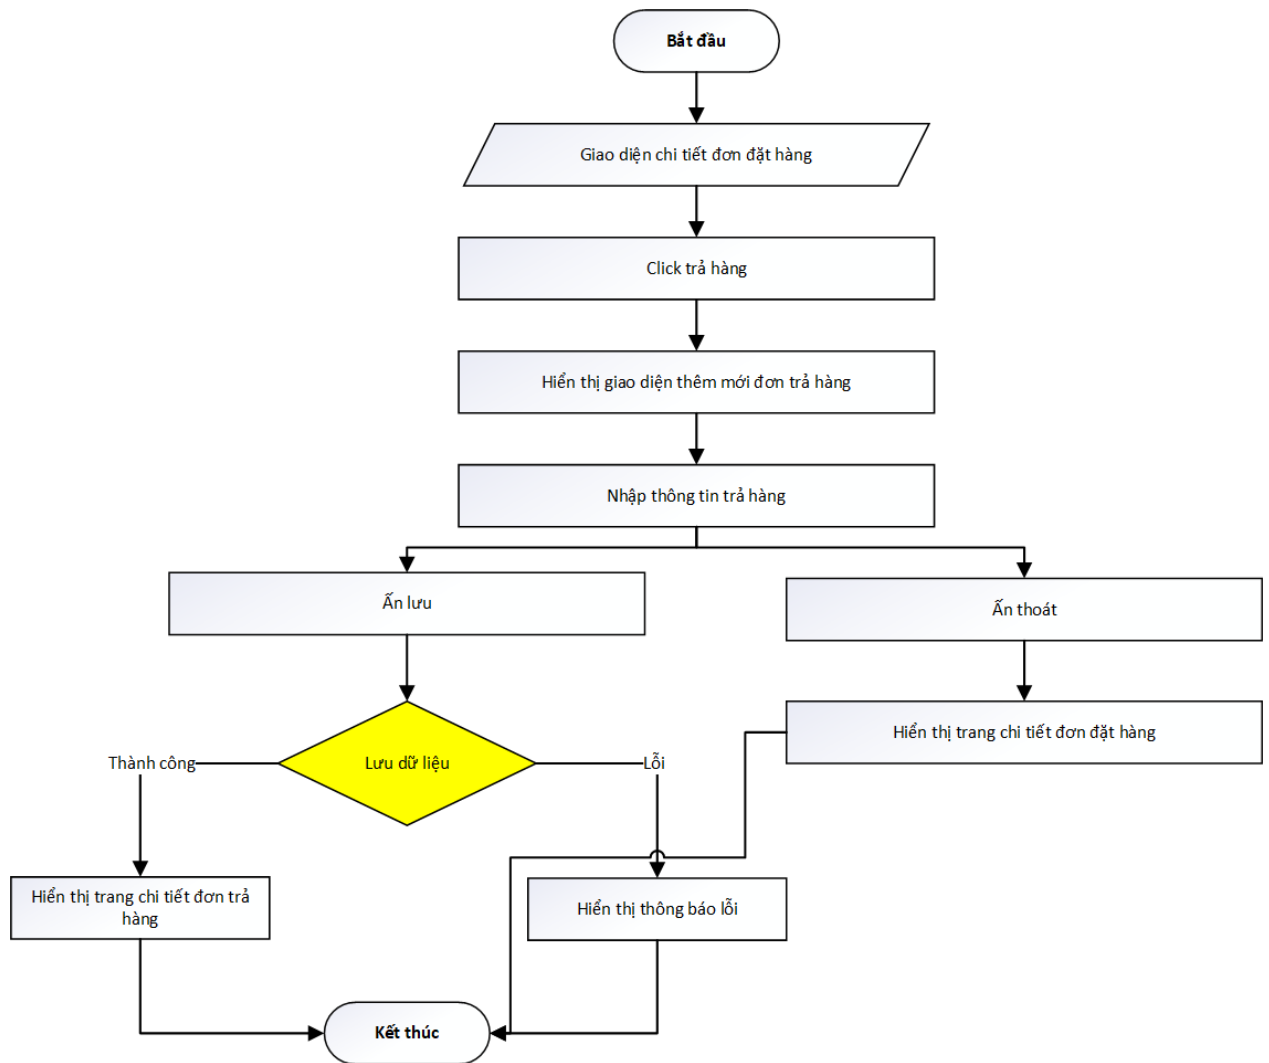 Bắt đầu
Giao diện chi tiết đơn đặt hàng
Click trả hàng
Hiển thị giao diện thêm mới đơn trả hàng
Nhập thông tin trả hàng
Ấn lưu
Ấn thoát
Hiển thị trang chi tiết đơn đặt hàng
Lưu dữ liệu
Thành công
Lỗi
Hiển thị trang chi tiết đơn trả
hàng
Hiển thị thông báo lỗi
Kết thúc